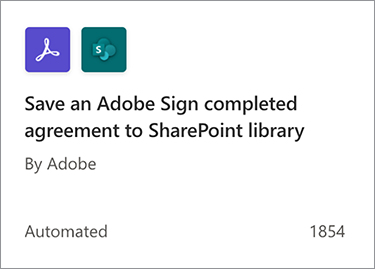 S
Save an Adobe Sign completed
agreement to SharePoint library
By Adobe
Automated 1854